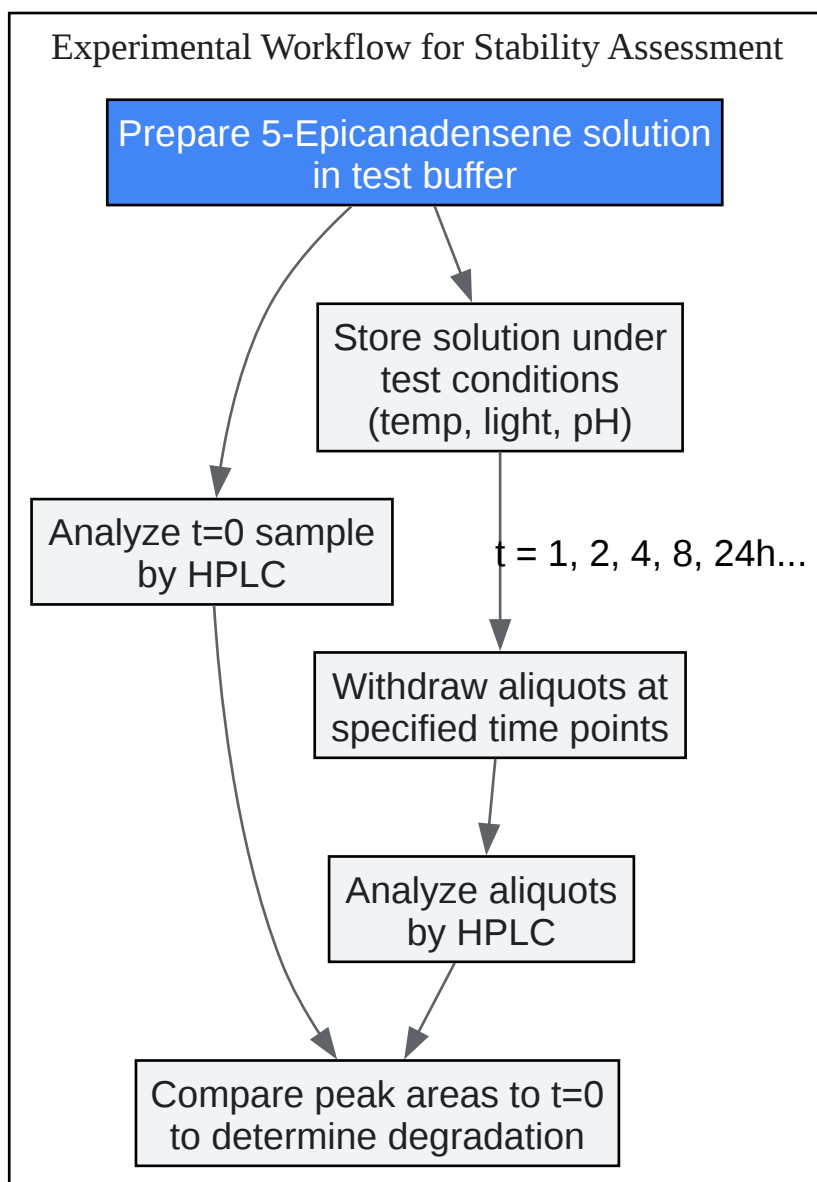 Experimental Workflow for Stability Assessment
Prepare 5-Epicanadensene solution
in test buffer
Store solution under
test conditions
(temp, light, pH)
Analyze t=0 sample
by HPLC
t = 1, 2, 4, 8, 24h...
Withdraw aliquots at
specified time points
Analyze aliquots
by HPLC
Compare peak areas to t=0
to determine degradation